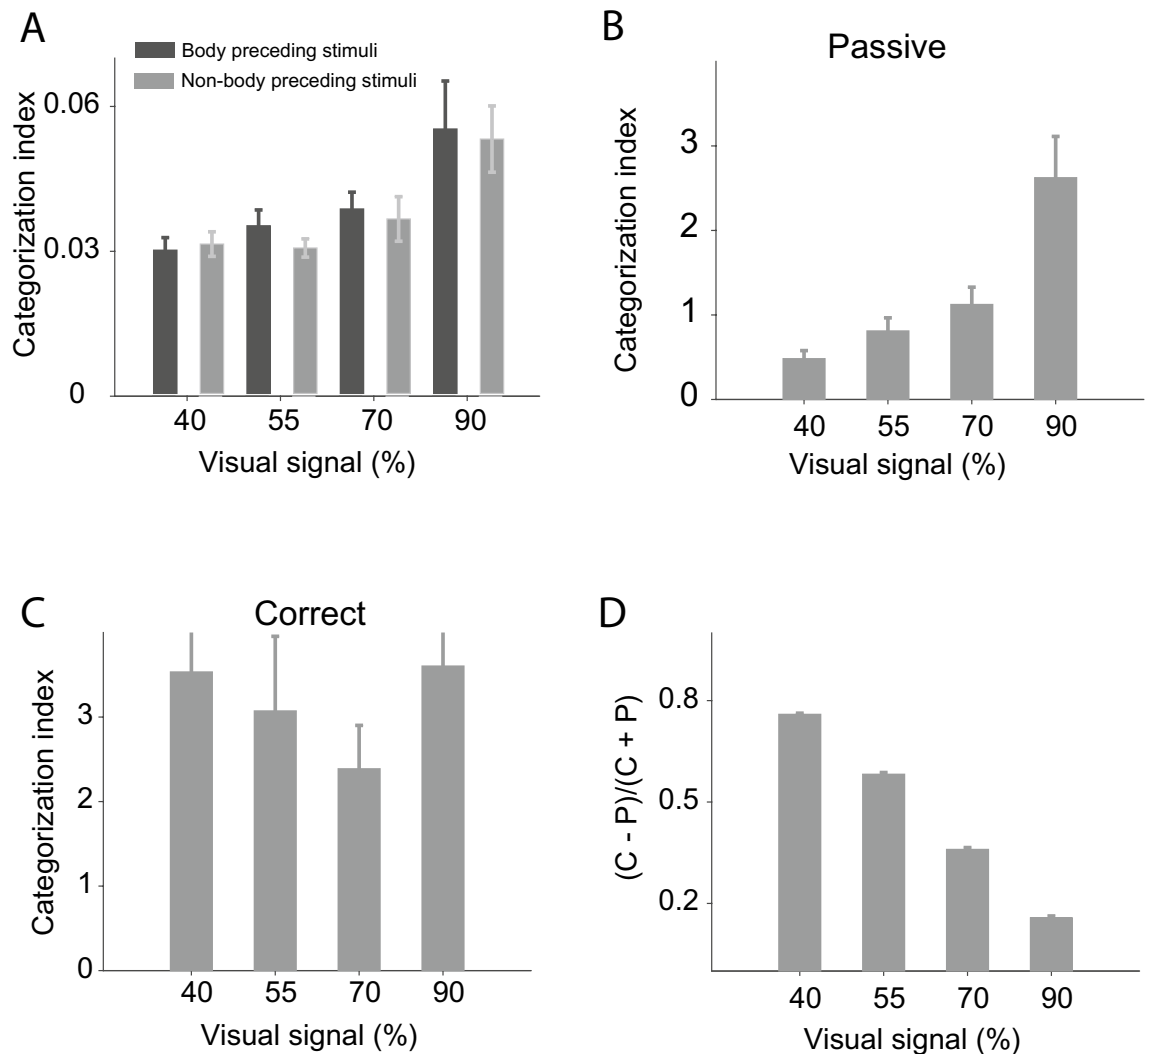 A
Body preceding stimuli
Non-body preceding stimuli
Categorization index
0.06
0.03
0
40 55 70 90
Visual signal (%)
B
Passive
Categorization index
3
2
1
0
40 55 70 90
Visual signal (%)
C
Correct
Categorization index
3
2
1
0
40 55 70 90
Visual signal (%)
D
(C - P)/(C + P)
0.8
0.5
0.2
40 55 70 90
Visual signal (%)